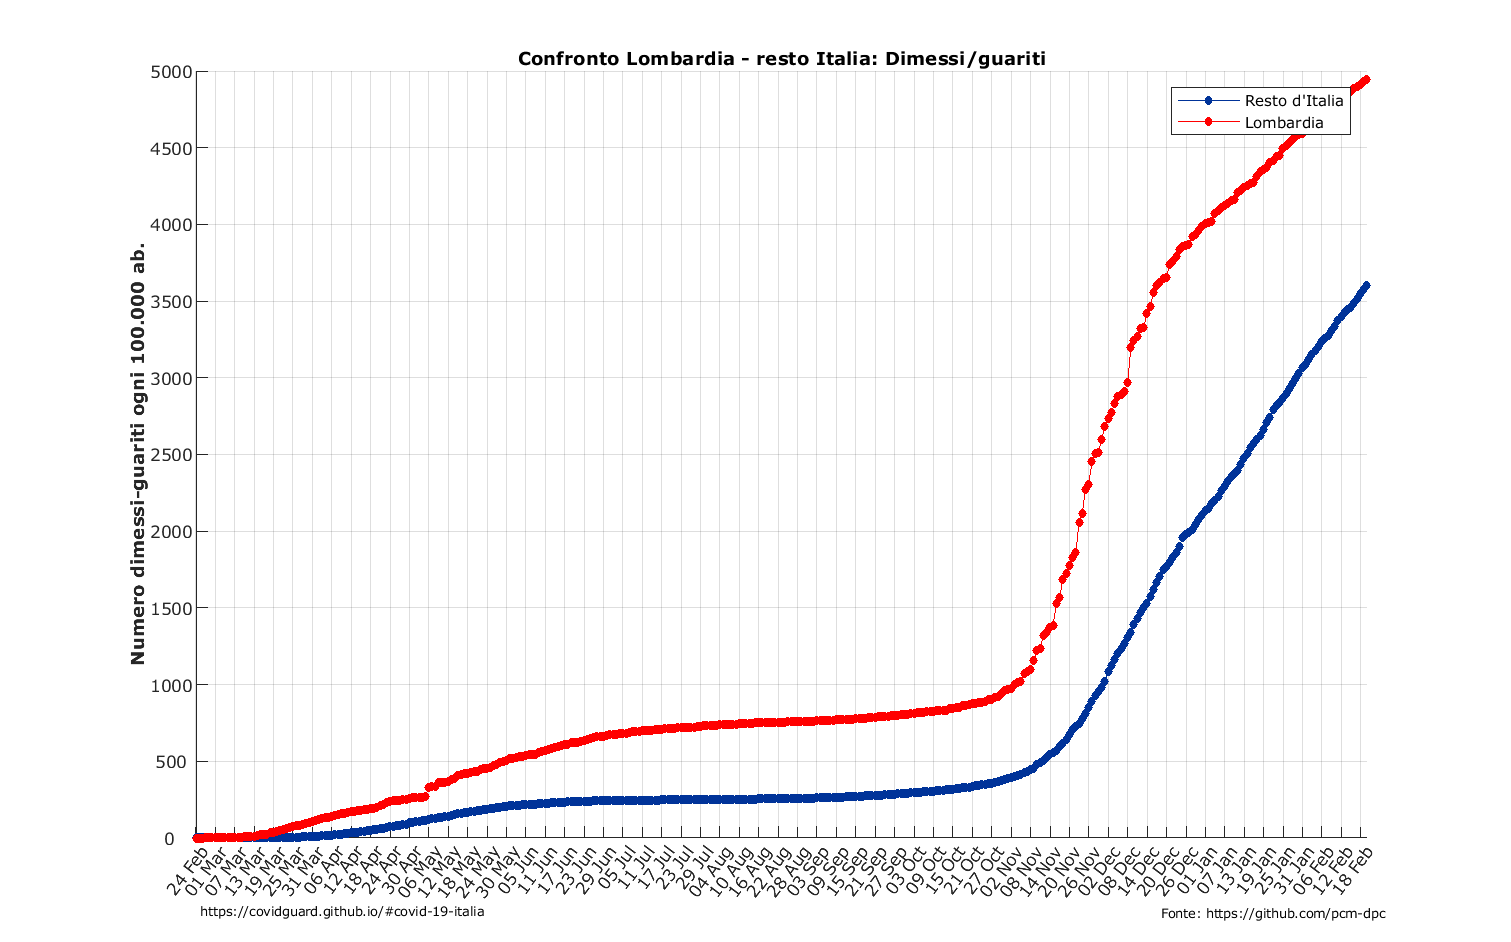 Confronto Lombardia - resto Italia: Dimessi/guariti
Numero dimessi-guariti ogni 100.000 ab.
5000
4500
4000
3500
3000
2500
2000
1500
1000
500
0
Resto d'Italia
Lombardia
24 Feb
01 Mar
07 Mar
13 Mar
19 Mar
25 Mar
31 Mar
06 Apr
12 Apr
18 Apr
24 Apr
30 Apr
06 May
12 May
18 May
24 May
30 May
05 Jun
11 Jun
17 Jun
23 Jun
29 Jun
05 Jul
11 Jul
17 Jul
23 Jul
29 Jul
04 Aug
10 Aug
16 Aug
22 Aug
28 Aug
03 Sep
09 Sep
15 Sep
21 Sep
27 Sep
03 Oct
09 Oct
15 Oct
21 Oct
27 Oct
02 Nov
08 Nov
14 Nov
20 Nov
26 Nov
02 Dec
08 Dec
14 Dec
20 Dec
26 Dec
01 Jan
07 Jan
13 Jan
19 Jan
25 Jan
31 Jan
06 Feb
12 Feb
18 Feb
https://covidguard.github.io/#covid-19-italia
Fonte: https://github.com/pcm-dpc